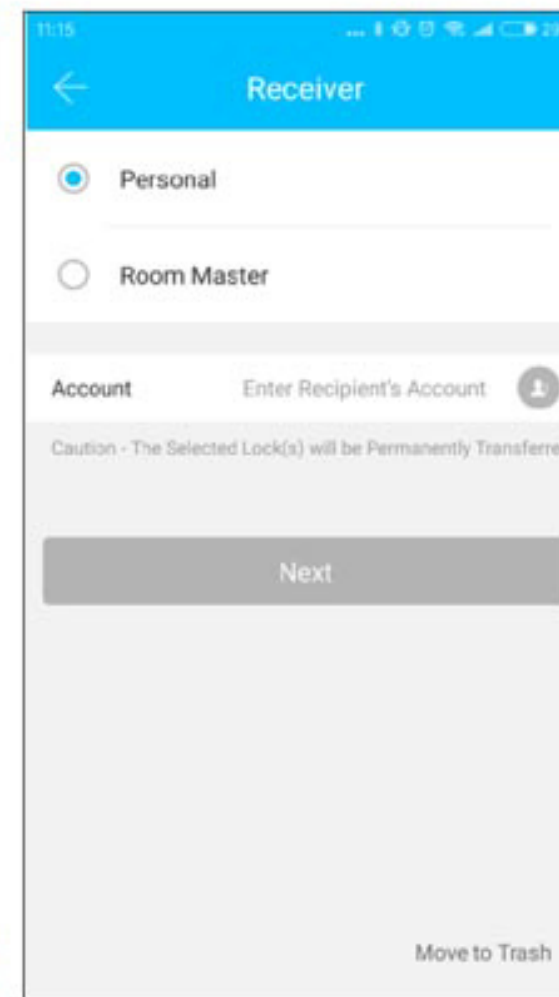 11:15 ... 29
Receiver
Personal
Room Master
Account Enter Recipient's Account
Caution - The Selected Lock(s) will be Permanently Transferre
Next
Move to Trash